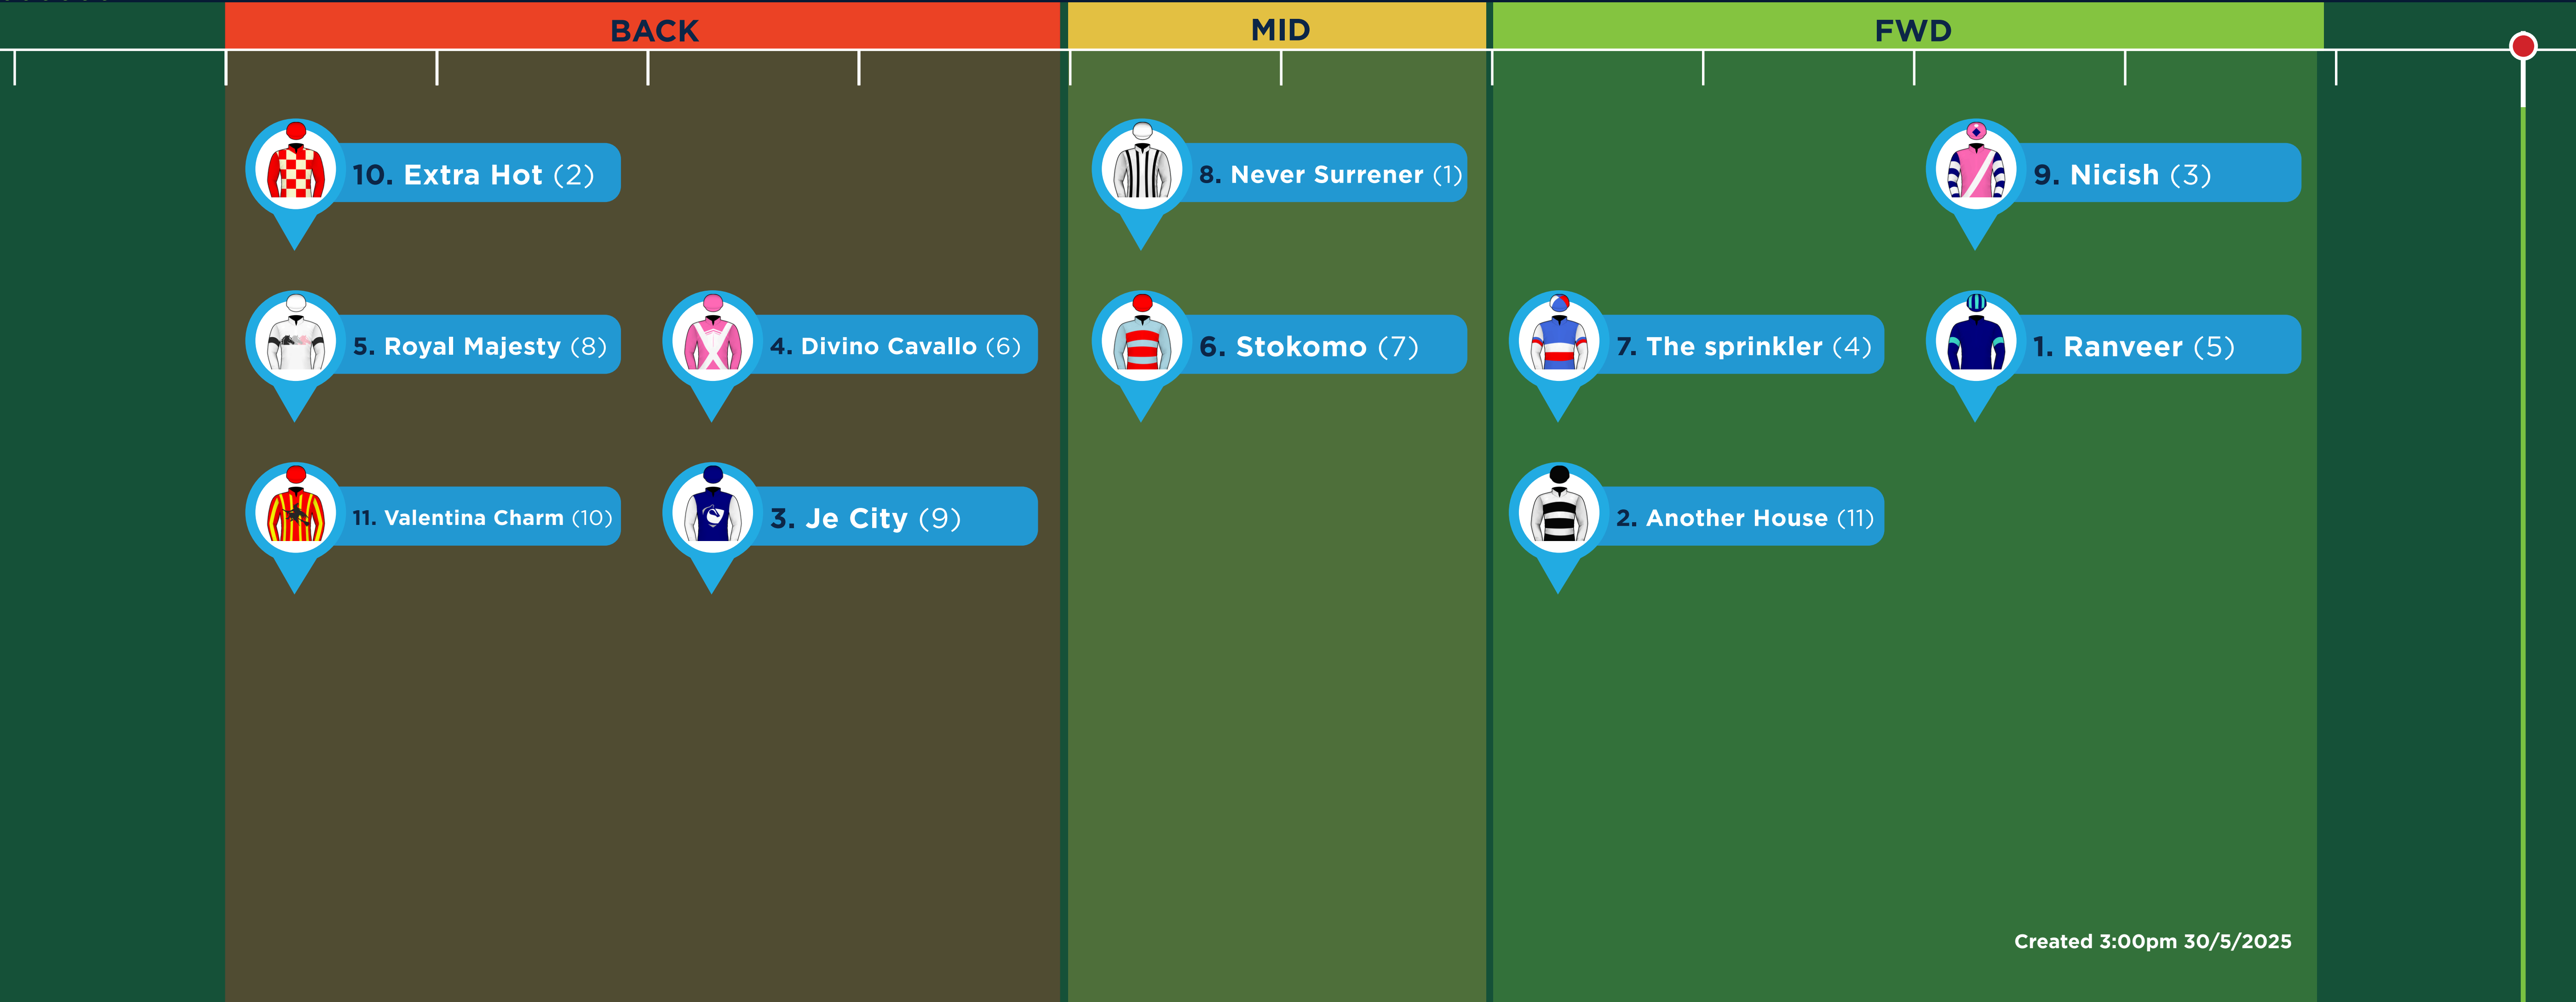 BACK
MID
FWD
10. Extra Hot (2)
8. Never Surrener (1)
9. Nicish (3)
5. Royal Majesty (8)
4. Divino Cavallo (6)
6. Stokomo (7)
7. The sprinkler (4)
1. Ranveer (5)
11. Valentina Charm (10)
3. Je City (9)
2. Another House (11)
Created 3:00pm 30/5/2025